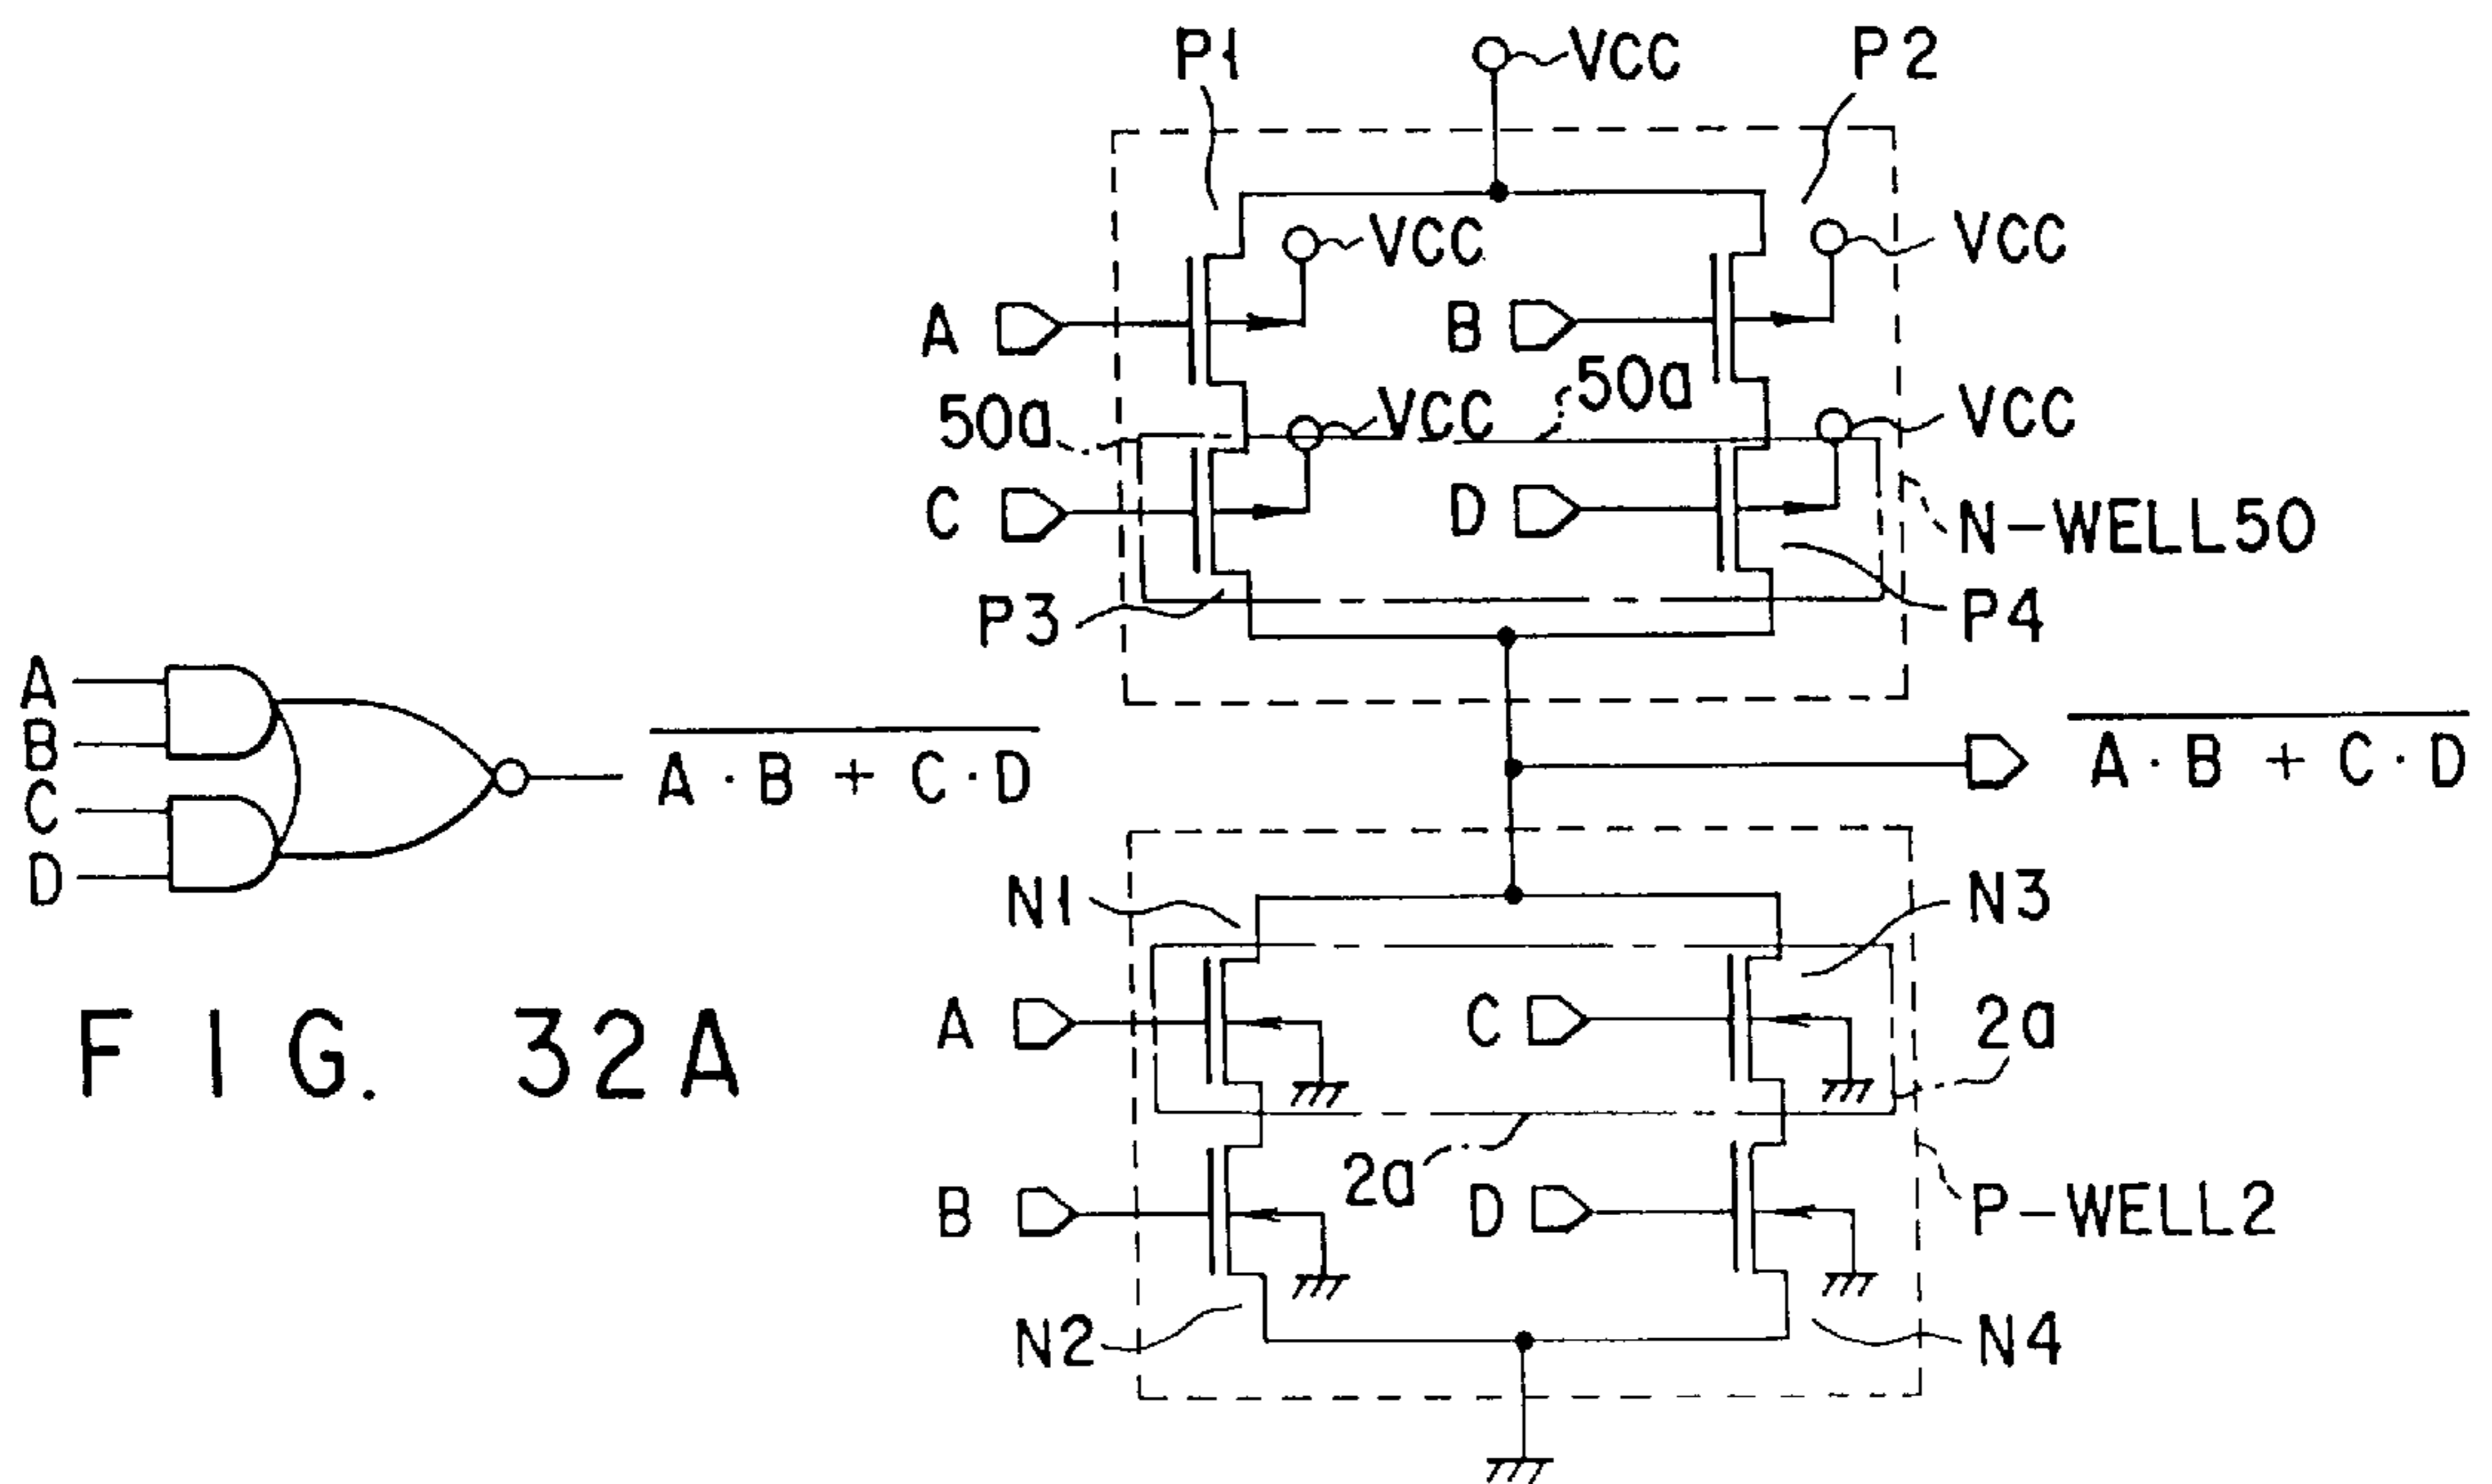 P1
VCC
P2
VCC
VCC
A
B
50a
50a
VCC
VCC
C
D
N-WELL50
P3
P4
A
B
C
D
A·B + C·D
A·B + C·D
N1
N3
A
C
2a
FIG. 32A
2a
B
D
P-WELL2
N2
N4